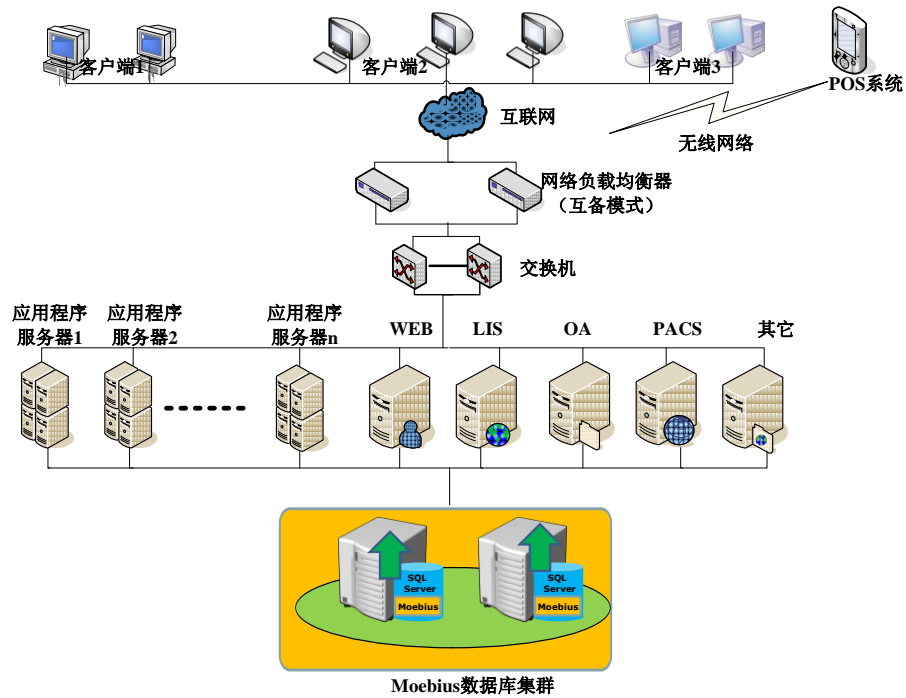 客户端1
客户端2
客户端3
POS系统
互联网
无线网络
网络负载均衡器
（互备模式）
交换机
应用程序
服务器1
应用程序
服务器2
应用程序
服务器n
WEB
LIS
OA
PACS
其它
SQL
Server
Moebius
SQL
Server
Moebius
Moebius数据库集群